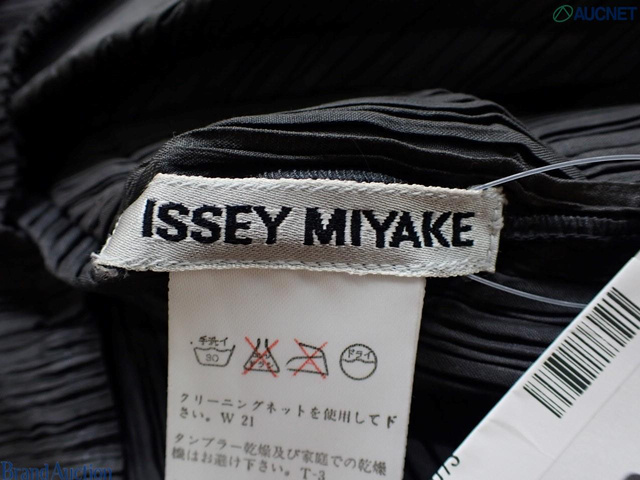 AUCNET
ISSEY MIYAKE
手洗イ
30
ドライ
クリーニングネットを使用して下
さい。W 21
タンブラー乾燥及び家庭での乾燥
機はお避け下さい。T-3
Brand Auction